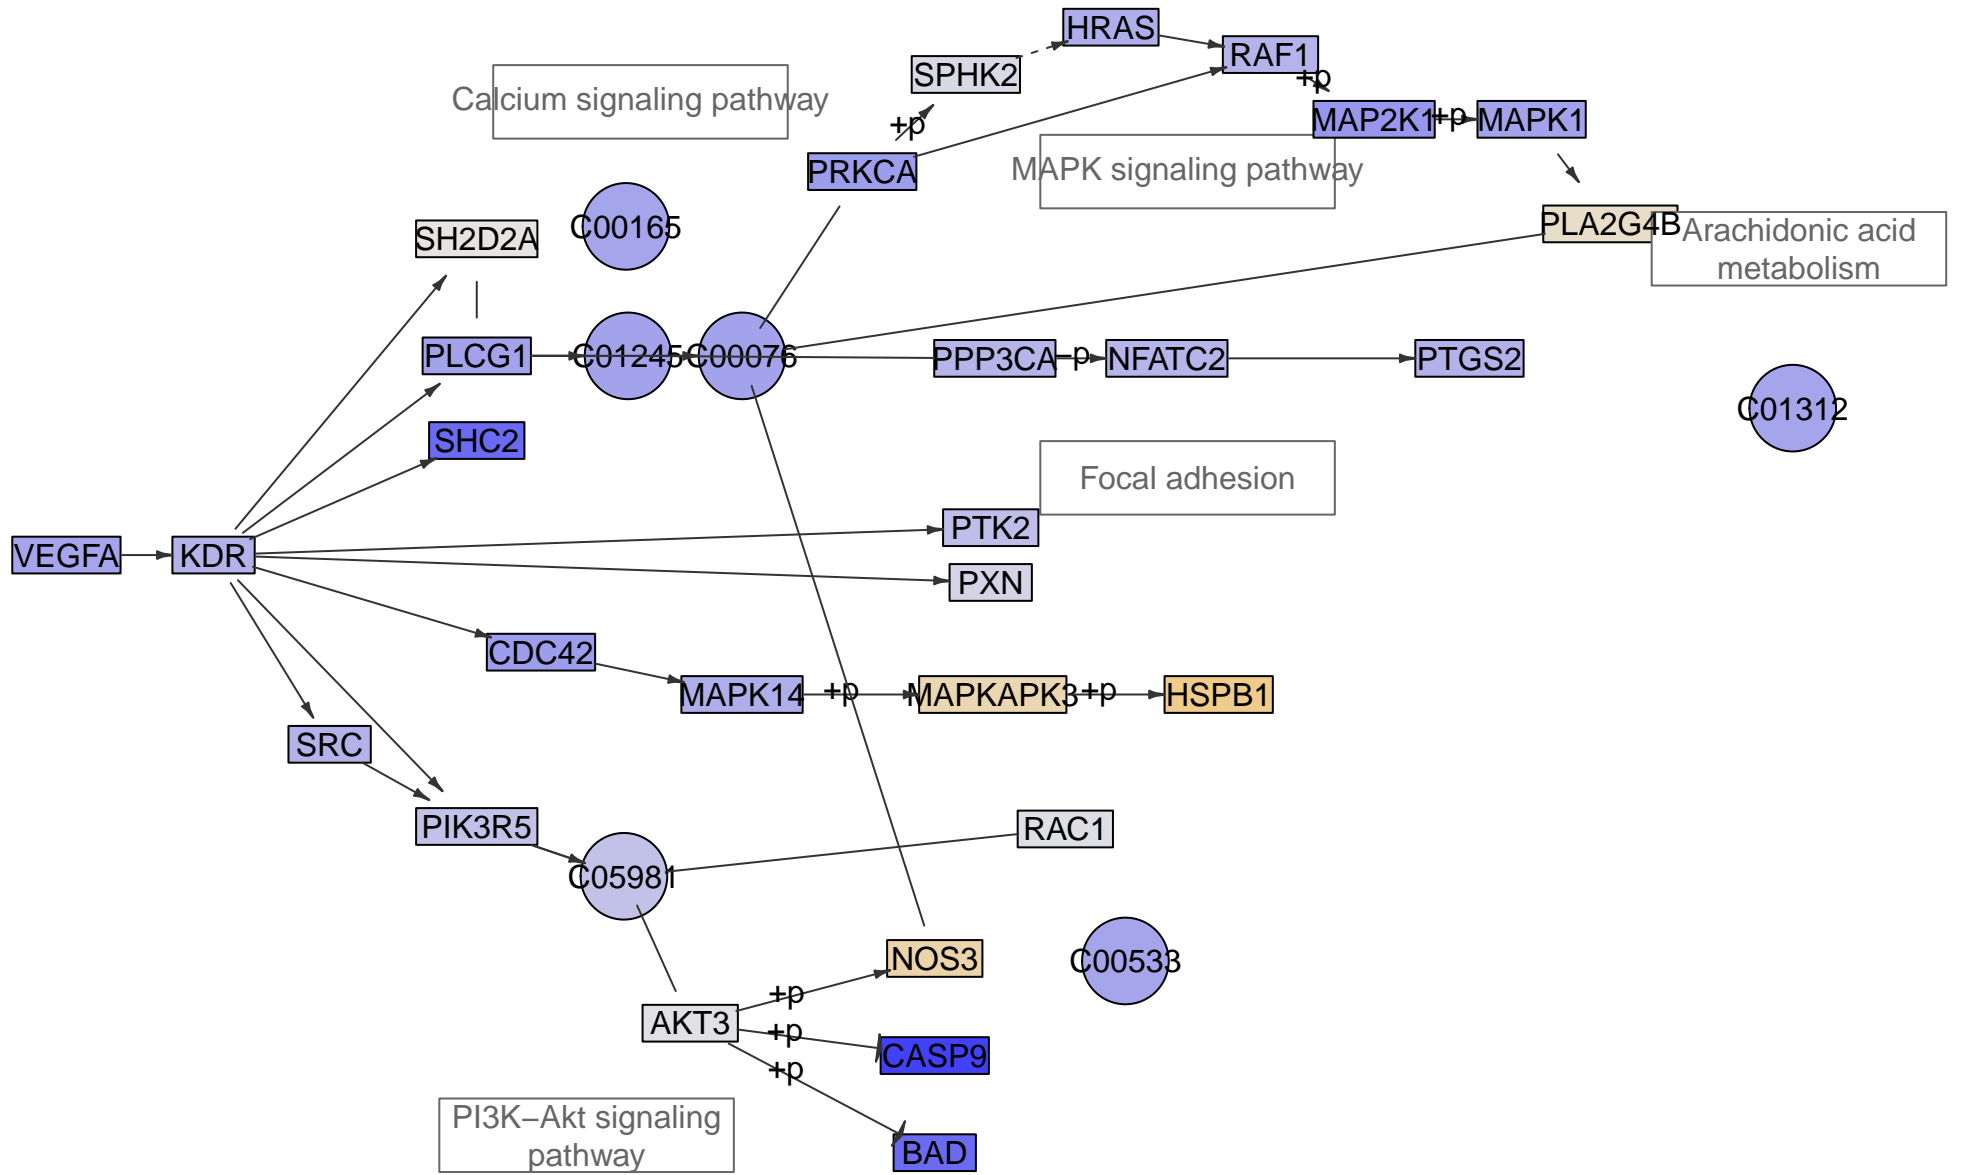 HRAS
RAF1
SPHK2
+p
Calcium signaling pathway
MAP2K1
+p
MAPK1
+p
PRKCA
MAPK signaling pathway
C00165
SH2D2A
PLA2G4B
Arachidonic acid
metabolism
PLCG1
C01245
C00076
PPP3CA
−p
NFATC2
PTGS2
C01312
SHC2
Focal adhesion
PTK2
VEGFA
KDR
PXN
CDC42
MAPK14
+p
MAPKAPK3
+p
HSPB1
SRC
PIK3R5
RAC1
C05981
NOS3
C00533
+p
AKT3
+p
CASP9
+p
PI3K−Akt signaling
pathway
BAD